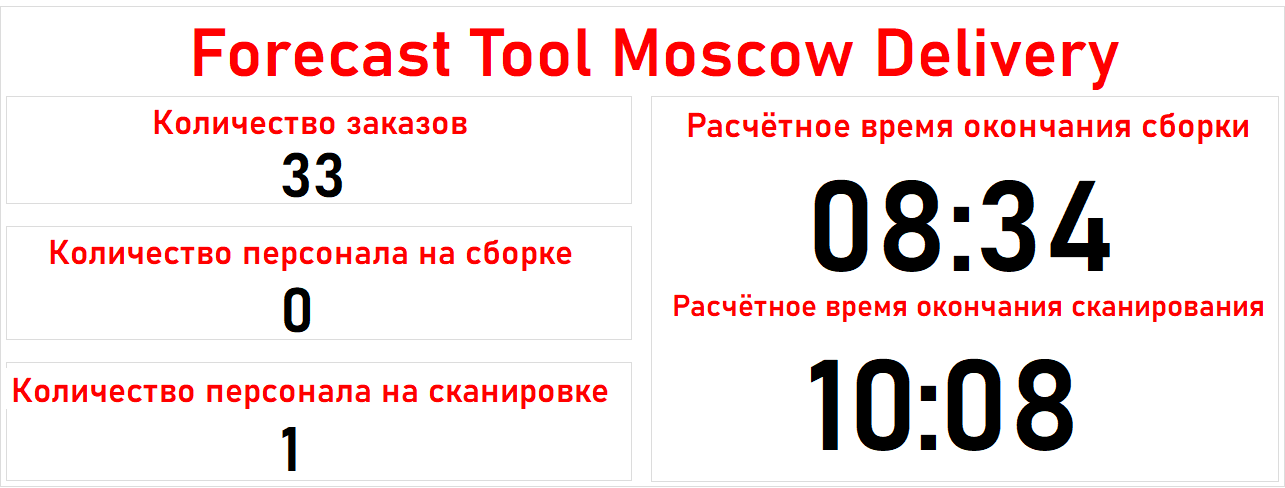 Forecast Tool Moscow Delivery
Количество заказов
33
Количество персонала на сборке
0
Количество персонала на сканировке
1
Расчётное время окончания сборки
08:34
Расчётное время окончания сканирования
10:08